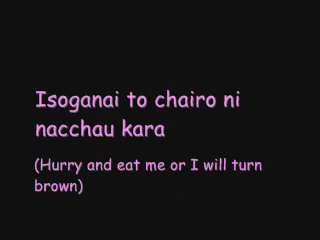 Isoganai to chairo ni
nacchau kara
(Hurry and eat me or I will turn
brown)